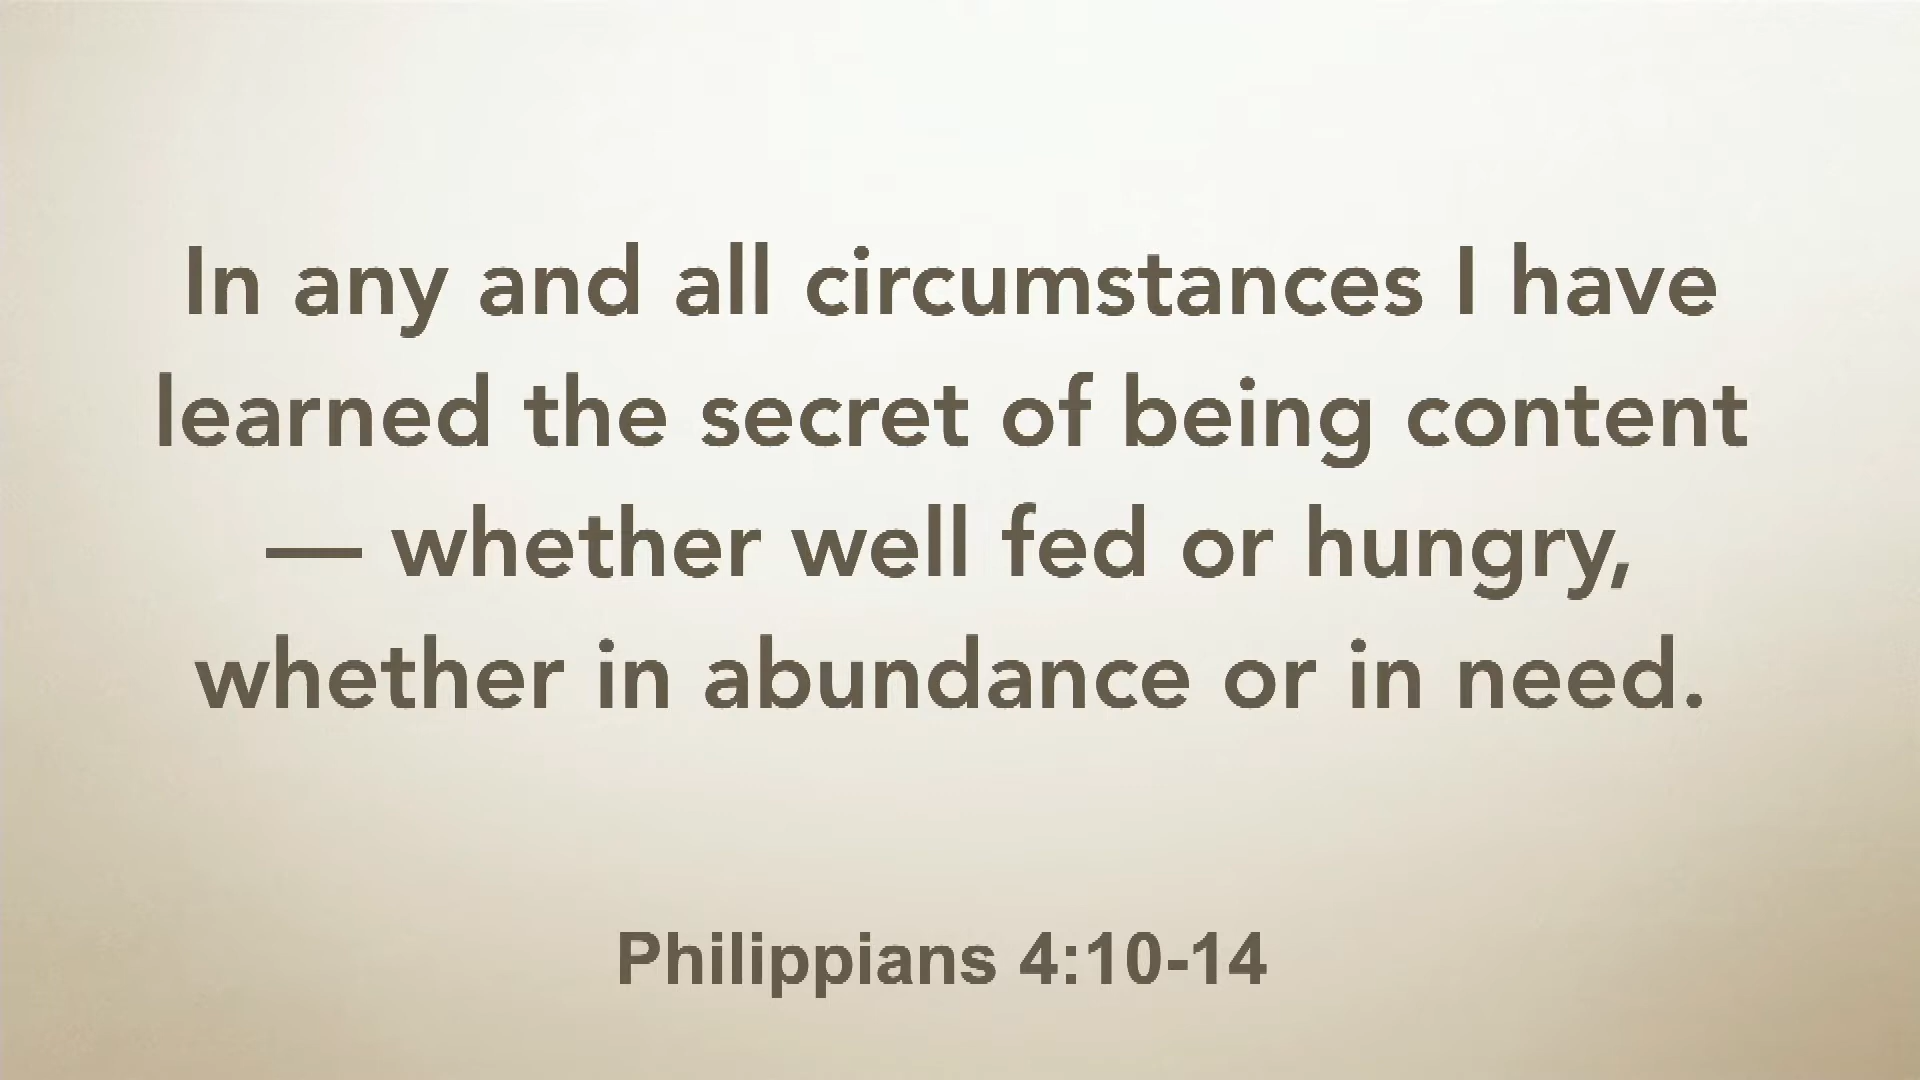 In any and all circumstances I have
learned the secret of being content
— whether well fed or hungry,
whether in abundance or in need.
Philippians 4:10-14